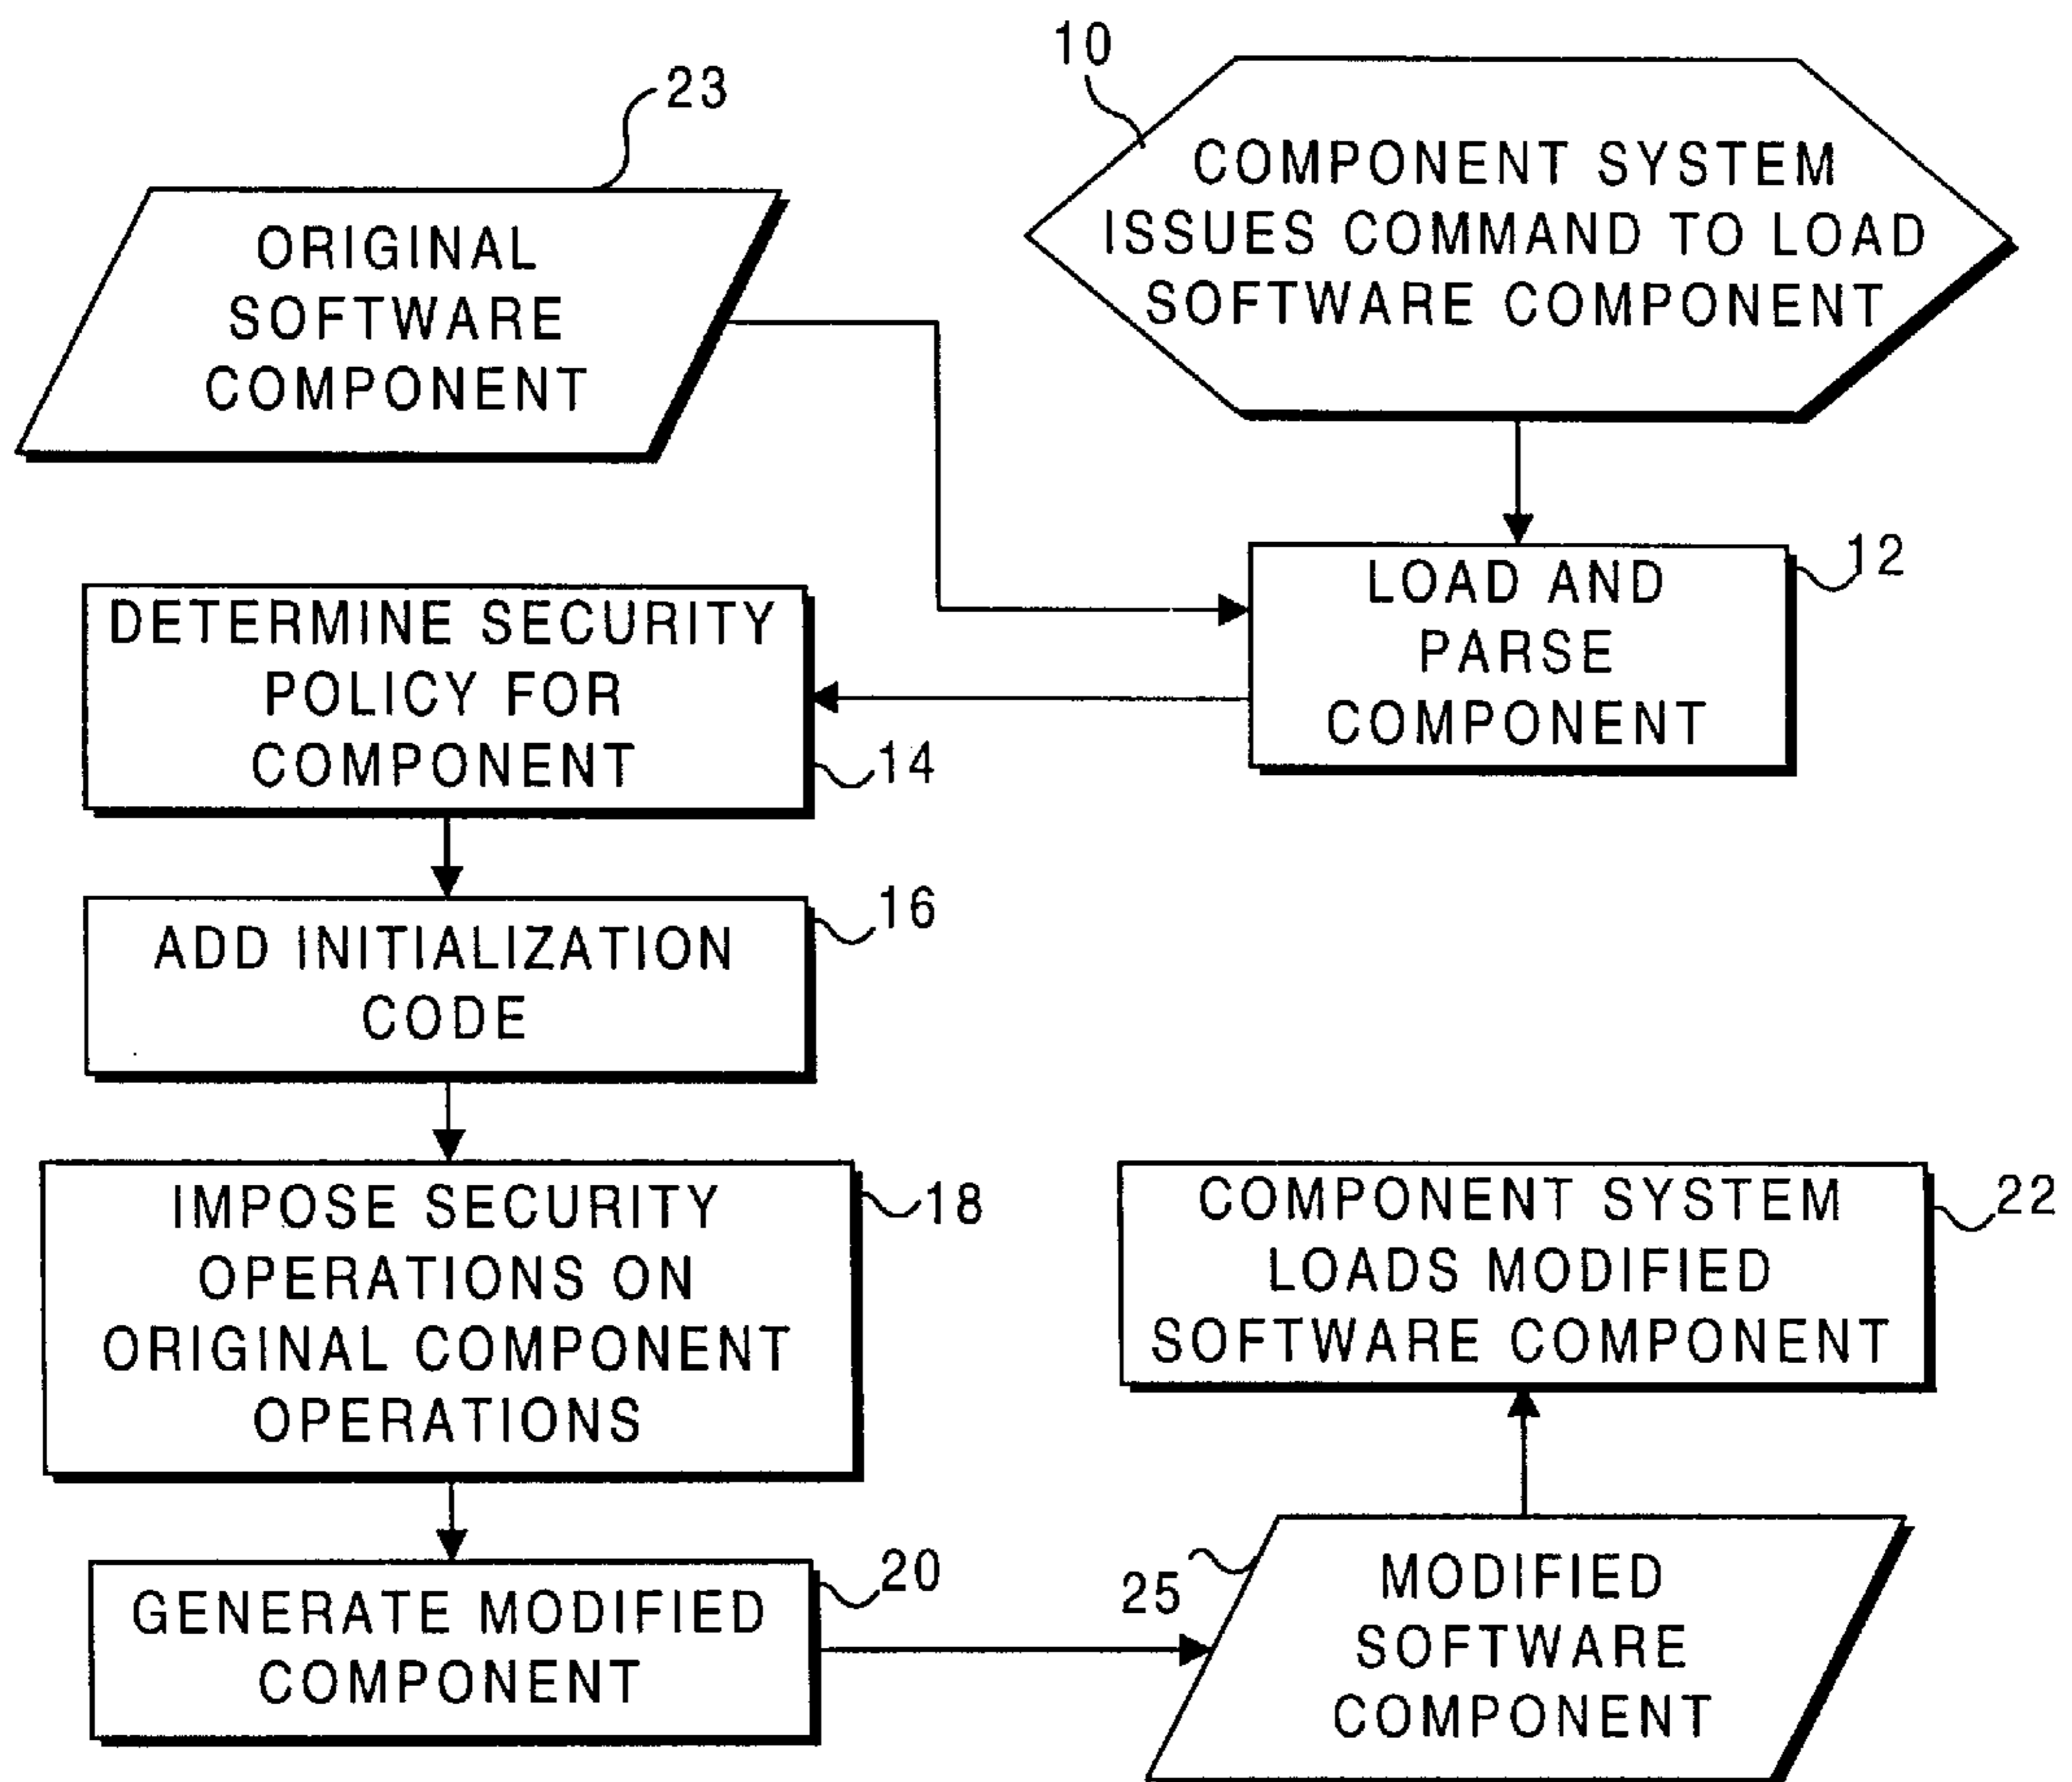 10
COMPONENT SYSTEM
ISSUES COMMAND TO LOAD
SOFTWARE COMPONENT
23
ORIGINAL
SOFTWARE
COMPONENT
12
LOAD AND
PARSE
COMPONENT
DETERMINE SECURITY
POLICY FOR
COMPONENT
14
16
ADD INITIALIZATION
CODE
18
IMPOSE SECURITY
OPERATIONS ON
ORIGINAL COMPONENT
OPERATIONS
20
GENERATE MODIFIED
COMPONENT
25
MODIFIED
SOFTWARE
COMPONENT
22
COMPONENT SYSTEM
LOADS MODIFIED
SOFTWARE COMPONENT